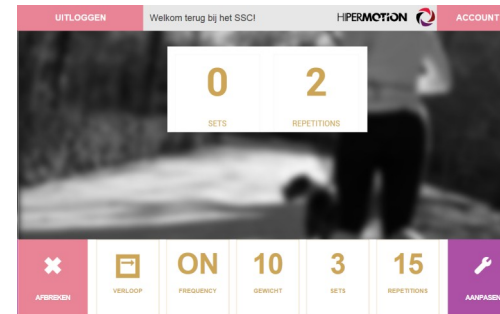 UITLOGGEN
Welkom terug bij het SSC!
HIPERMOTION
ACCOUNT
0
2
SETS
REPETITIONS
ON
10
3
15
AFBREKEN
VERLOOP
FREQUENCY
GEWICHT
SETS
REPETITIONS
AANPASEN